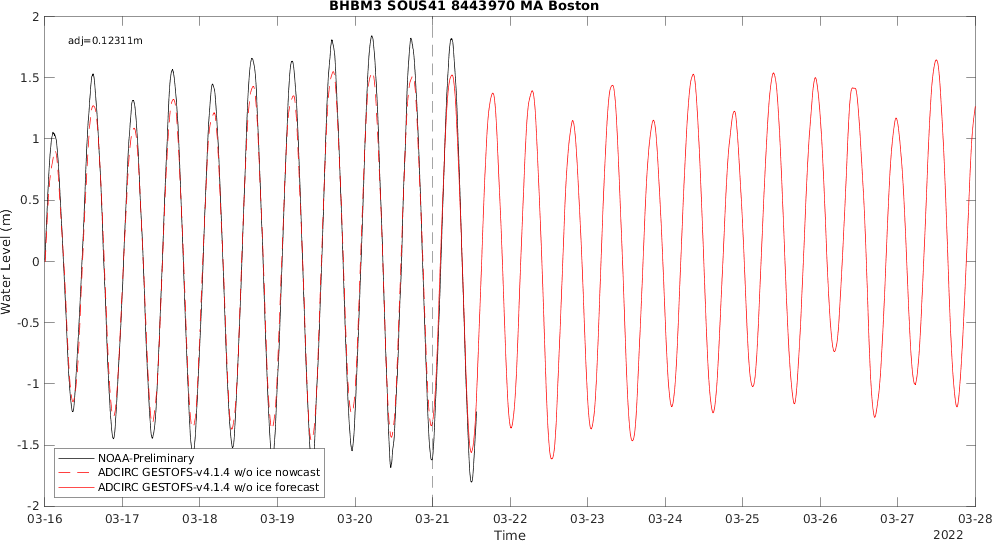 BHBM3 SOUS41 8443970 MA Boston
adj=0.12311m
Water Level (m)
2
1.5
1
0.5
0
-0.5
-1
-1.5
-2
NOAA-Preliminary
ADCIRC GESTOFS-v4.1.4 w/o ice nowcast
ADCIRC GESTOFS-v4.1.4 w/o ice forecast
03-16 03-17 03-18 03-19 03-20 03-21 03-22 03-23 03-24 03-25 03-26 03-27 03-28
Time
2022